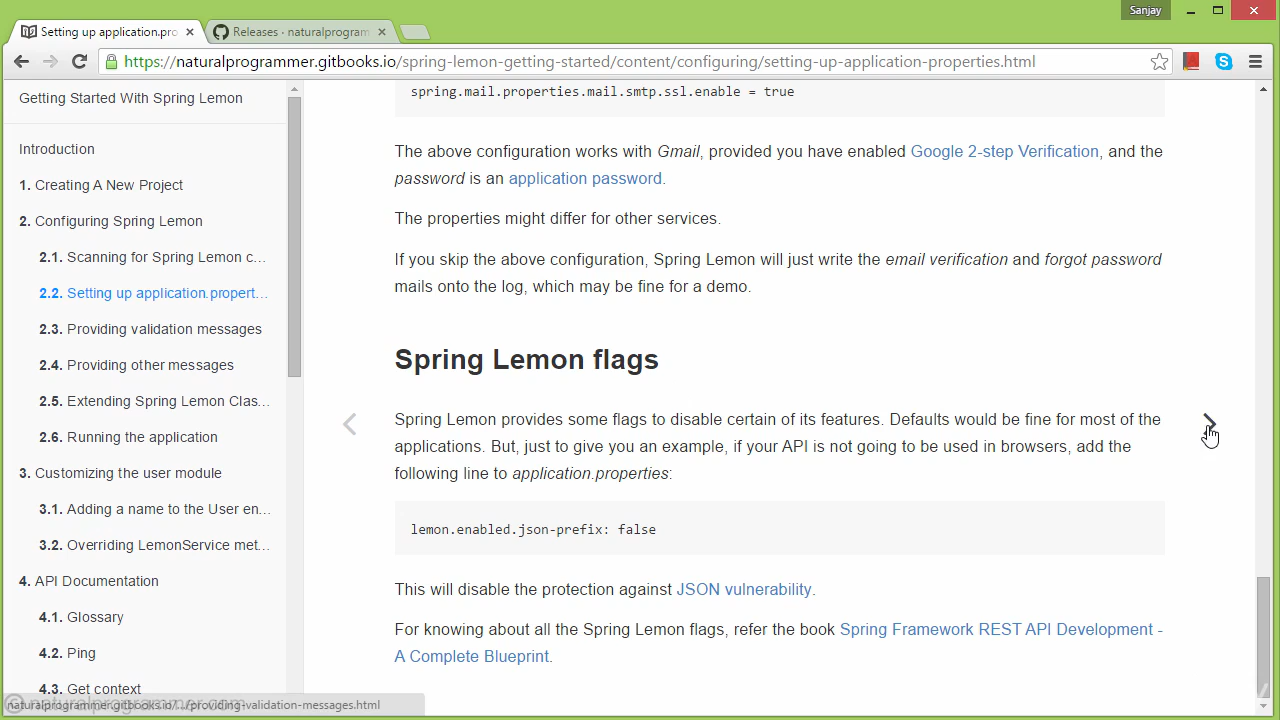 Sanjay
Setting up application.pro
Releases · naturalprogram
https://naturalprogrammer.gitbooks.io/spring-lemon-getting-started/content/configuring/setting-up-application-properties.html
Getting Started With Spring Lemon
Introduction
1. Creating A New Project
2. Configuring Spring Lemon
2.1. Scanning for Spring Lemon c...
2.2. Setting up application.propert...
2.3. Providing validation messages
2.4. Providing other messages
2.5. Extending Spring Lemon Clas...
2.6. Running the application
3. Customizing the user module
3.1. Adding a name to the User en...
3.2. Overriding LemonService met...
4. API Documentation
4.1. Glossary
4.2. Ping
4.3. Get context
spring.mail.properties.mail.smtp.ssl.enable = true
The above configuration works with Gmail, provided you have enabled Google 2-step Verification, and the
password is an application password.
The properties might differ for other services.
If you skip the above configuration, Spring Lemon will just write the email verification and forgot password
mails onto the log, which may be fine for a demo.
Spring Lemon flags
Spring Lemon provides some flags to disable certain of its features. Defaults would be fine for most of the
applications. But, just to give you an example, if your API is not going to be used in browsers, add the
following line to application.properties:
lemon.enabled.json-prefix: false
This will disable the protection against JSON vulnerability.
For knowing about all the Spring Lemon flags, refer the book Spring Framework REST API Development -
A Complete Blueprint.
© naturalprogrammer.com
naturalprogrammer.gitbooks.io/.../providing-validation-messages.html